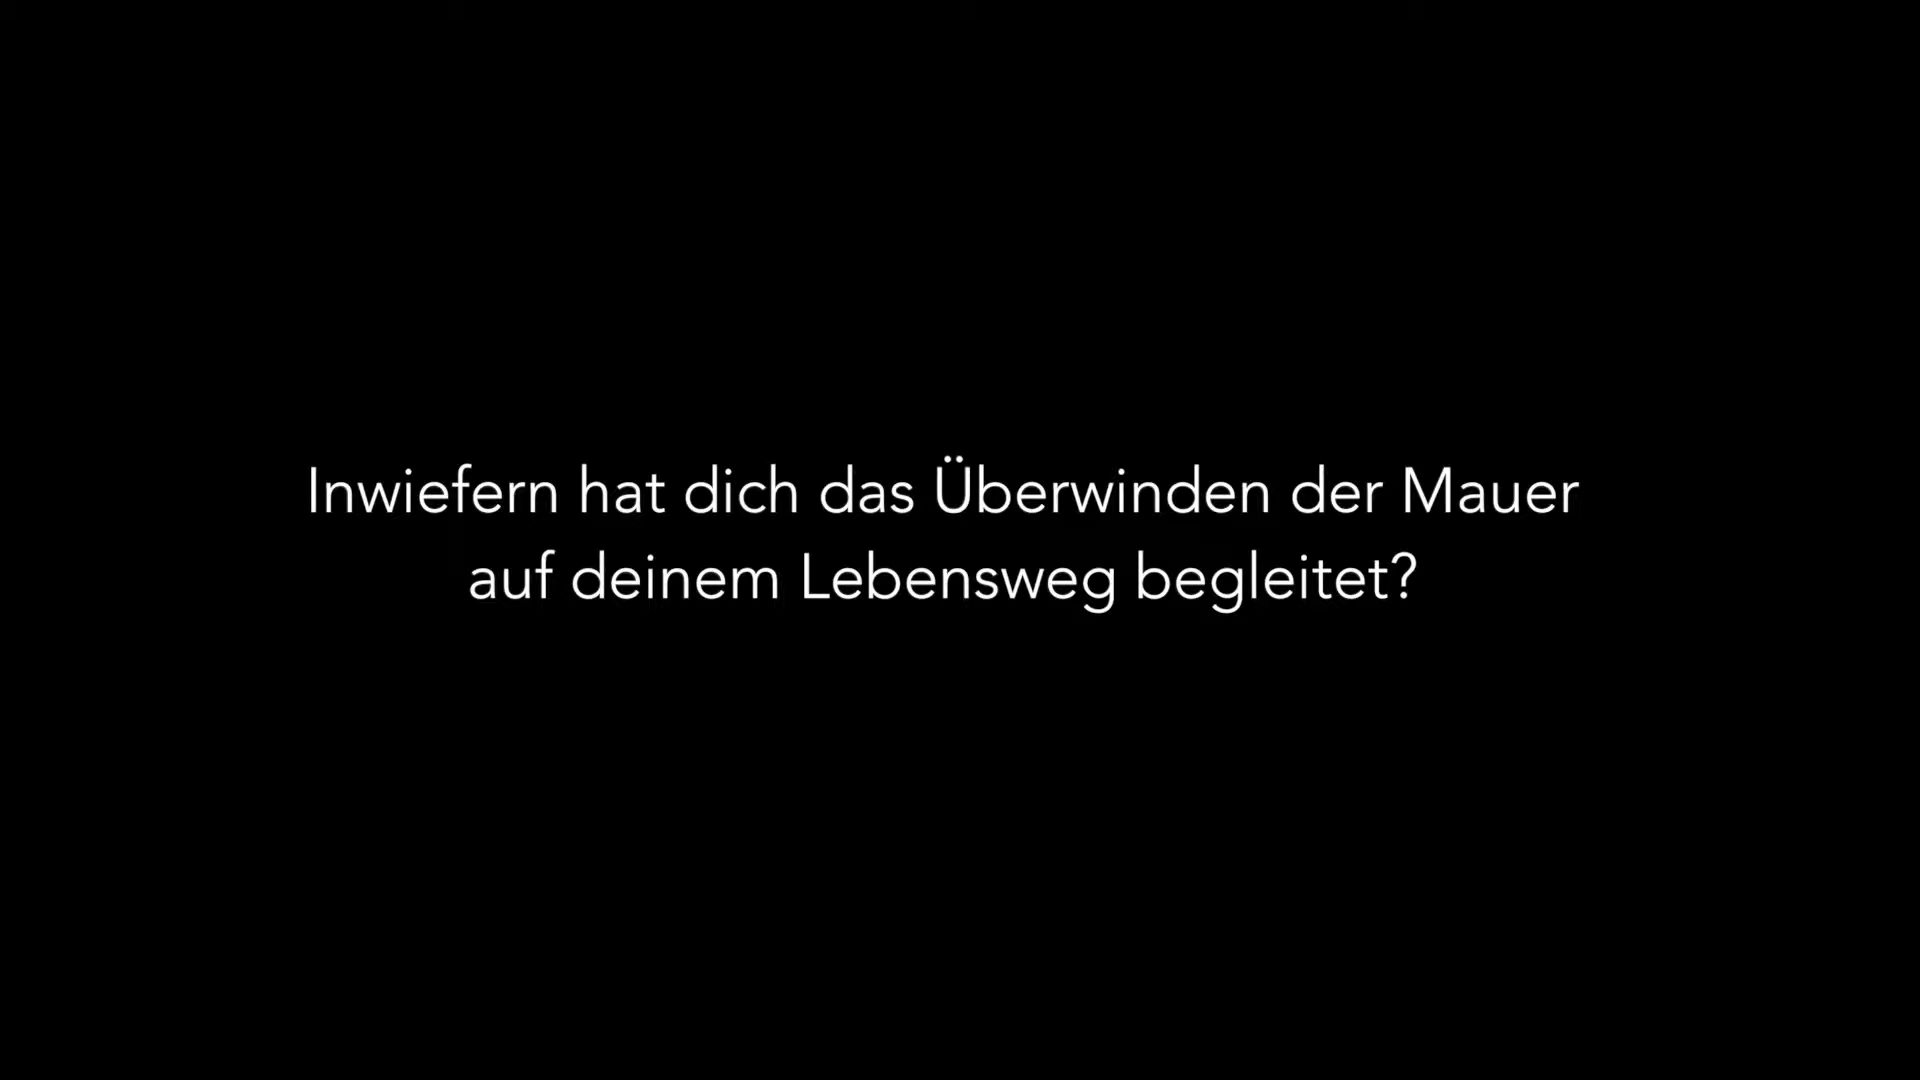 Inwiefern hat dich das Überwinden der Mauer
auf deinem Lebensweg begleitet?